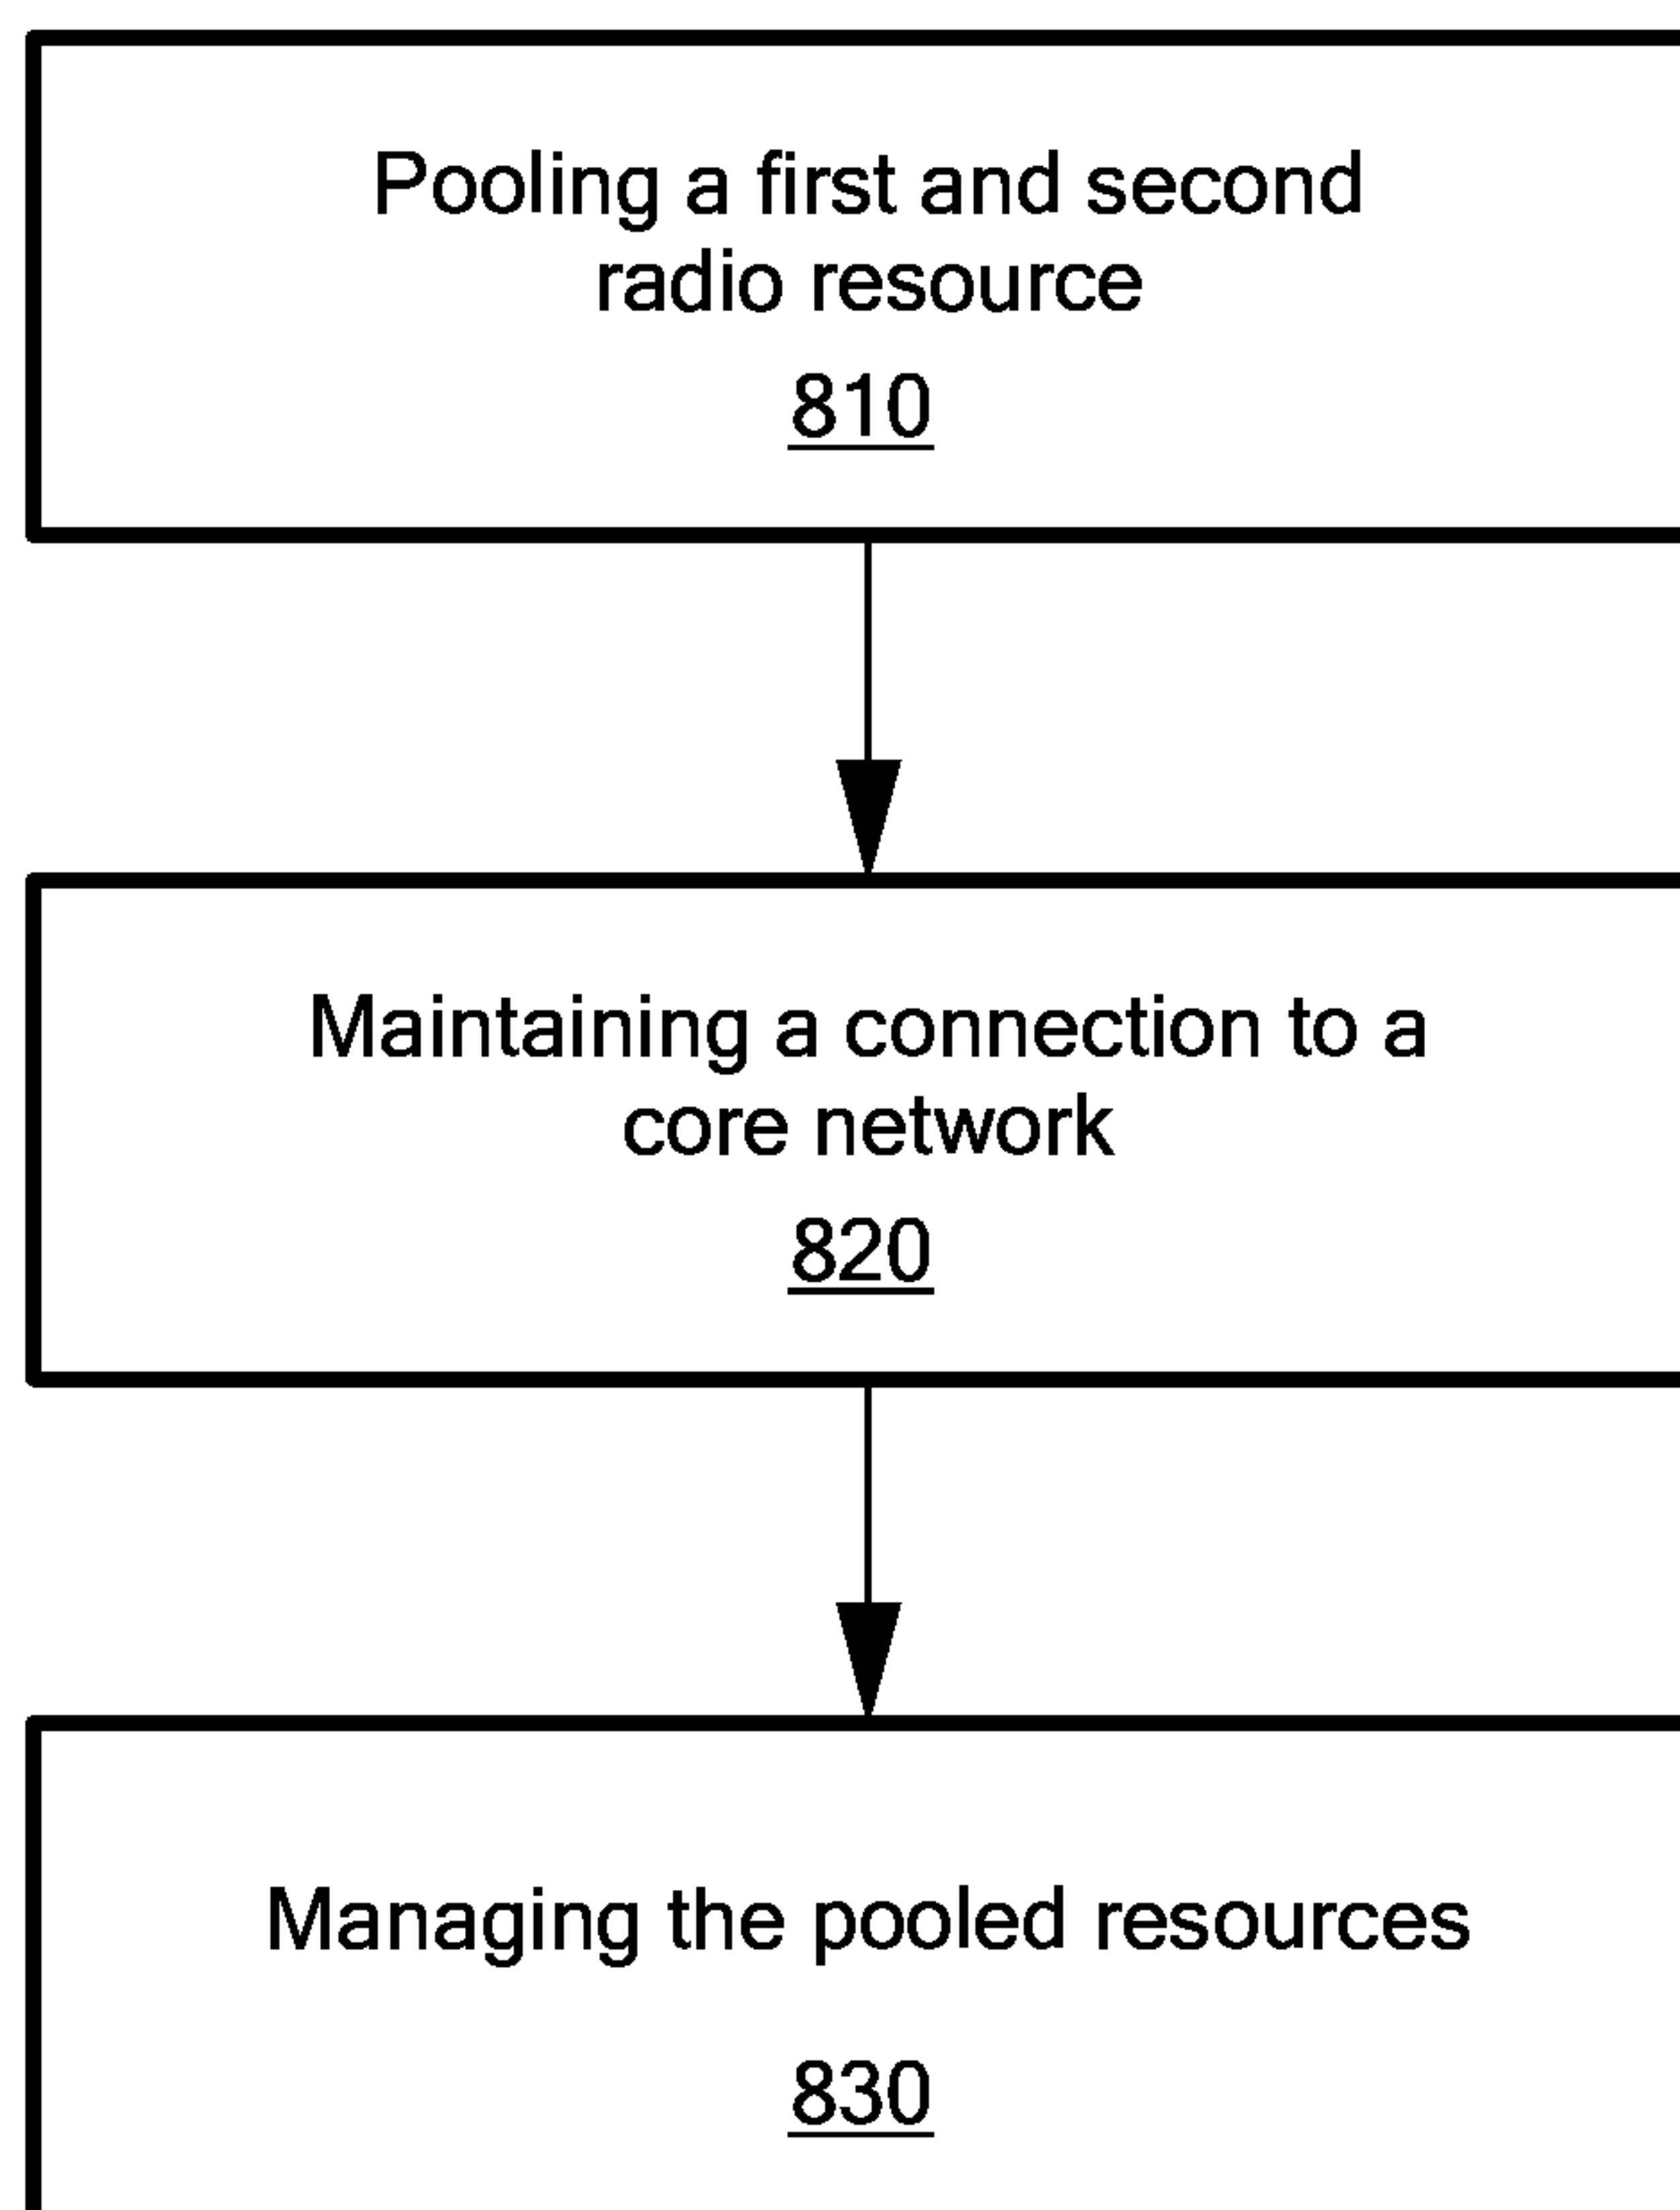 Pooling a first and second
radio resource
810
Maintaining a connection to a
core network
820
Managing the pooled resources
830